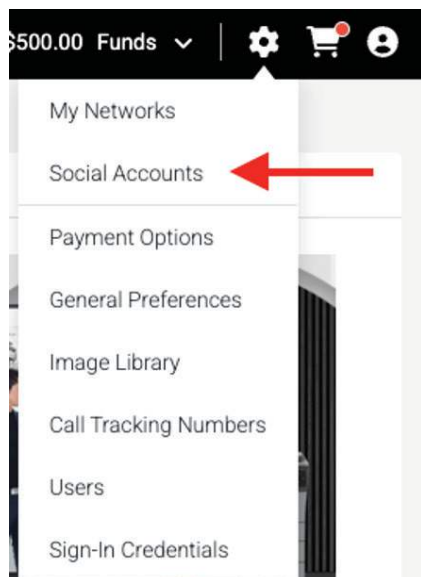 $500.00 Funds
My Networks
Social Accounts
Payment Options
General Preferences
Image Library
Call Tracking Numbers
Users
Sign-In Credentials